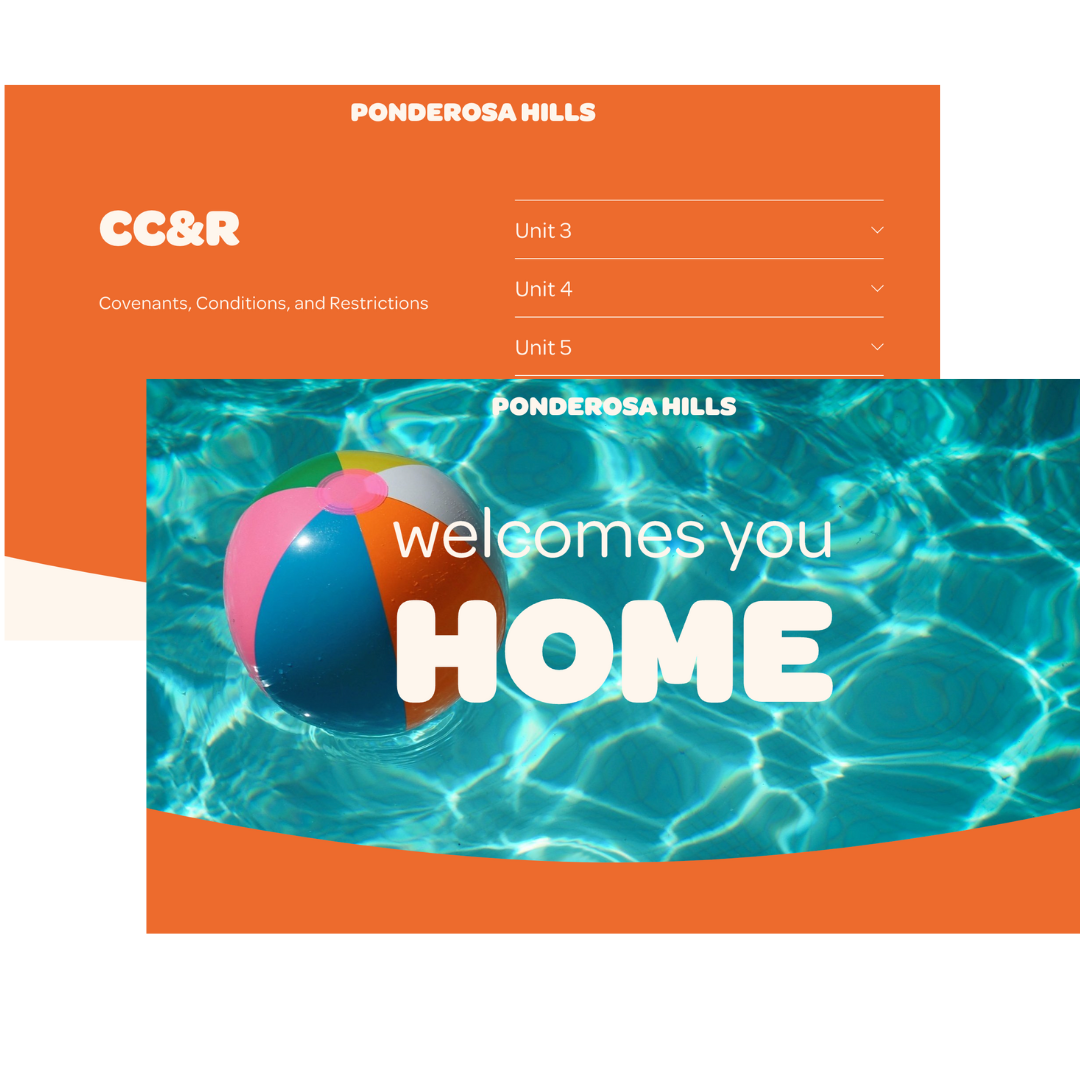 PONDEROSA HILLS
CC&R
Covenants, Conditions, and Restrictions
Unit 3
Unit 4
Unit 5
PONDEROSA HILLS
welcomes you
HOME